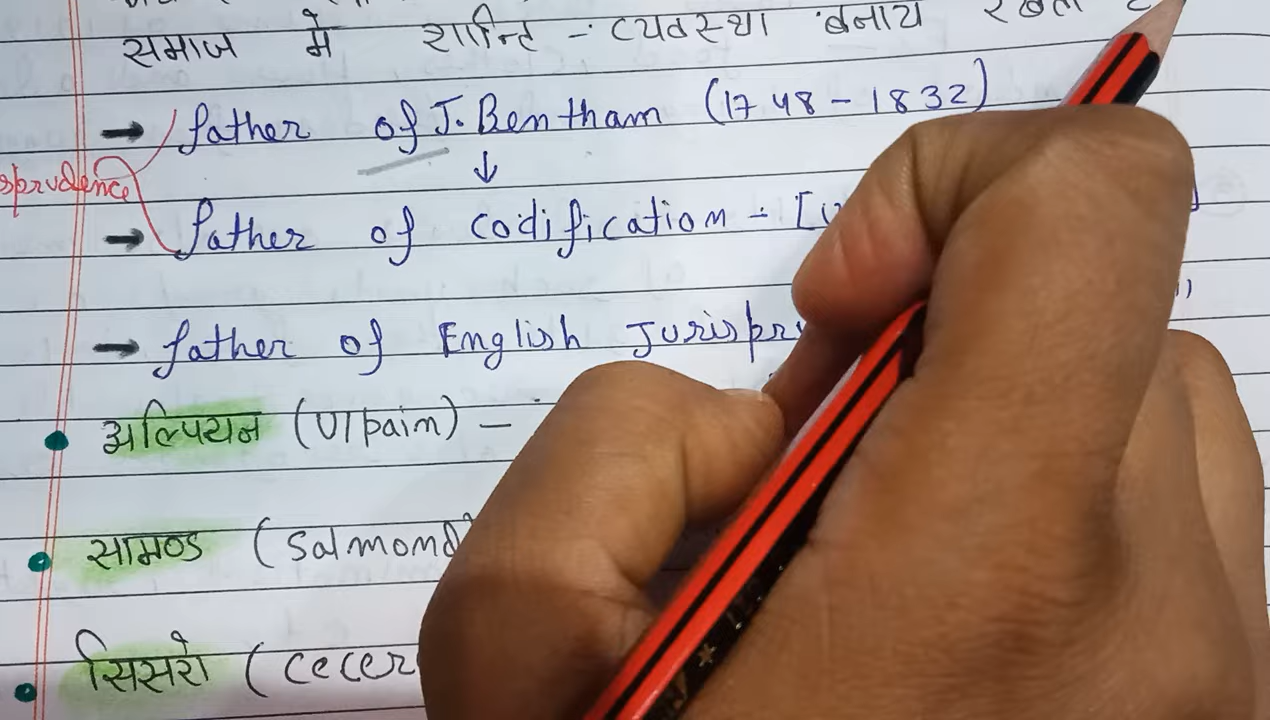 समाज में शान्ति - व्यवस्था बनाये रखता
→ father of J. Bentham (1748 - 1832)
↓
sprudence
→ father of codification - [
→ father of English Jurispru
• अल्पियन (Ulpain) -
• सामण्ड (Salmond
• सिसरो (Cecer